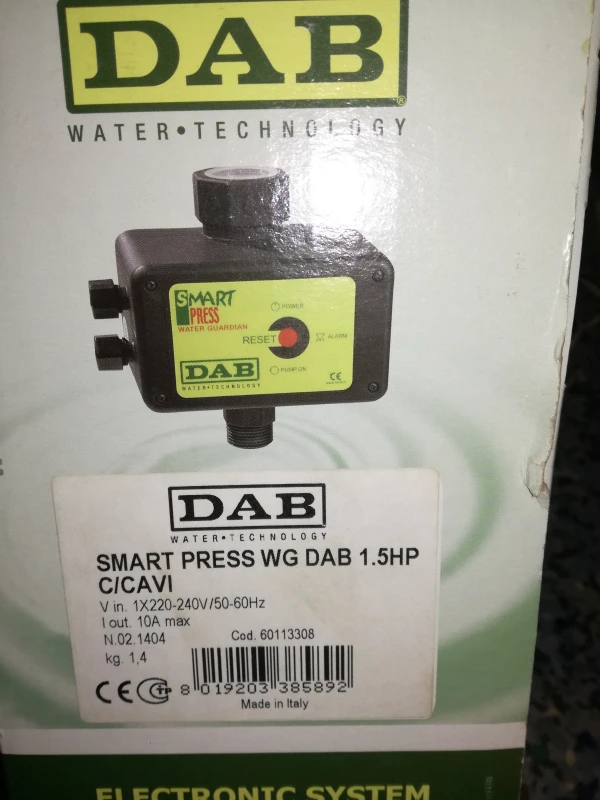 DAB
WATER•TECHNOLOGY
SMART
PRESS
WATER GUARDIAN
POWER
RESET
ALARM
DAB
WATER•TECHNOLOGY
PUMP ON
CE
DAB
WATER•TECHNOLOGY
SMART PRESS WG DAB 1.5HP
C/CAVI
V in. 1X220-240V/50-60Hz
I out. 10A max
N.02.1404
Cod. 60113308
kg. 1,4
CE
8 019203 385892
Made in Italy
ELECTRONIC SYSTEM